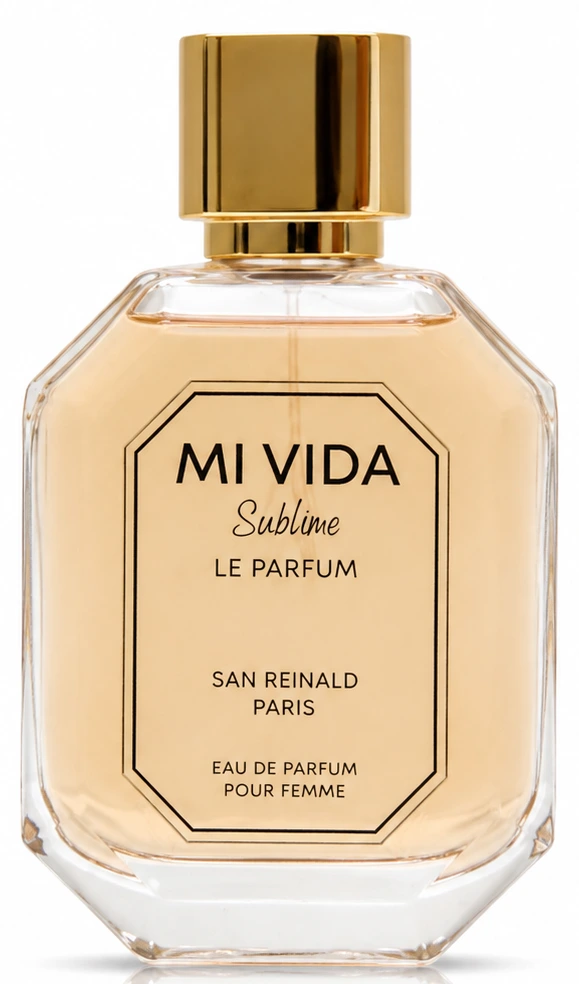 MI VIDA
Sublime
LE PARFUM
SAN REINALD
PARIS
EAU DE PARFUM
POUR FEMME